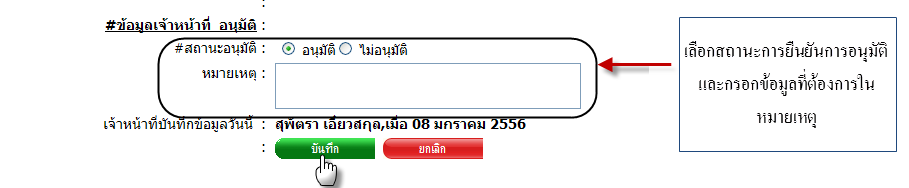 :
#ข้อมูลเจ้าหน้าที่ อนุมัติ :
#สถานะอนุมัติ : อนุมัติ ไม่อนุมัติ
หมายเหตุ :
เจ้าหน้าที่บันทึกข้อมูลวันนี้ : สุพัตรา เอี่ยวสกุล,เมื่อ 08 มกราคม 2556
: บันทึก ยกเลิก
เลือกสถานะการยืนยันการอนุมัติ
และกรอกข้อมูลที่ต้องการใน
หมายเหตุ